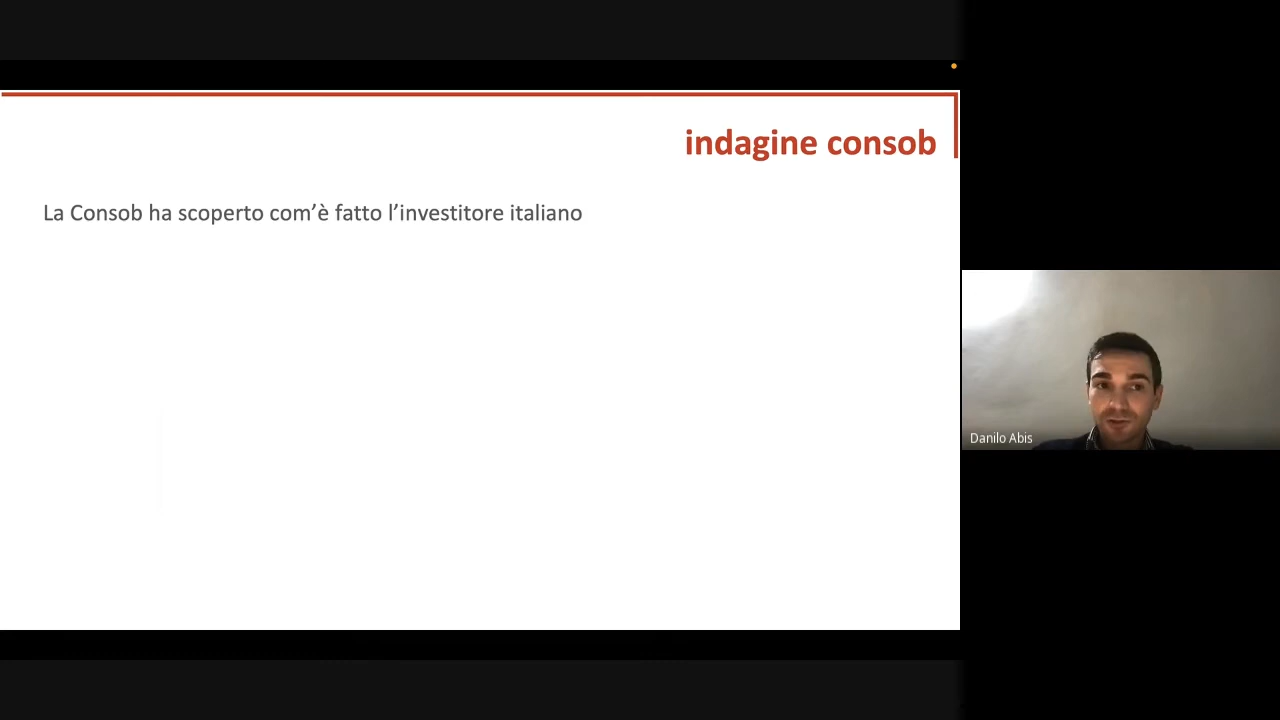 indagine consob
La Consob ha scoperto com’è fatto l’investitore italiano
Danilo Abis